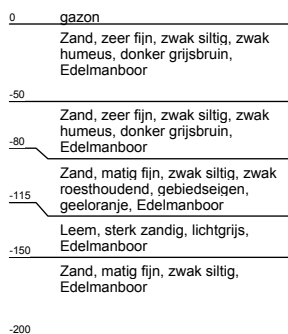 0 gazon
Zand, zeer fijn, zwak siltig, zwak
humeus, donker grijsbruin,
Edelmanboor
-50
Zand, zeer fijn, zwak siltig, zwak
humeus, donker grijsbruin,
Edelmanboor
-80
Zand, matig fijn, zwak siltig, zwak
roesthoudend, gebiedseigen,
geeloranje, Edelmanboor
-115
Leem, sterk zandig, lichtgrijs,
Edelmanboor
-150
Zand, matig fijn, zwak siltig,
Edelmanboor
-200